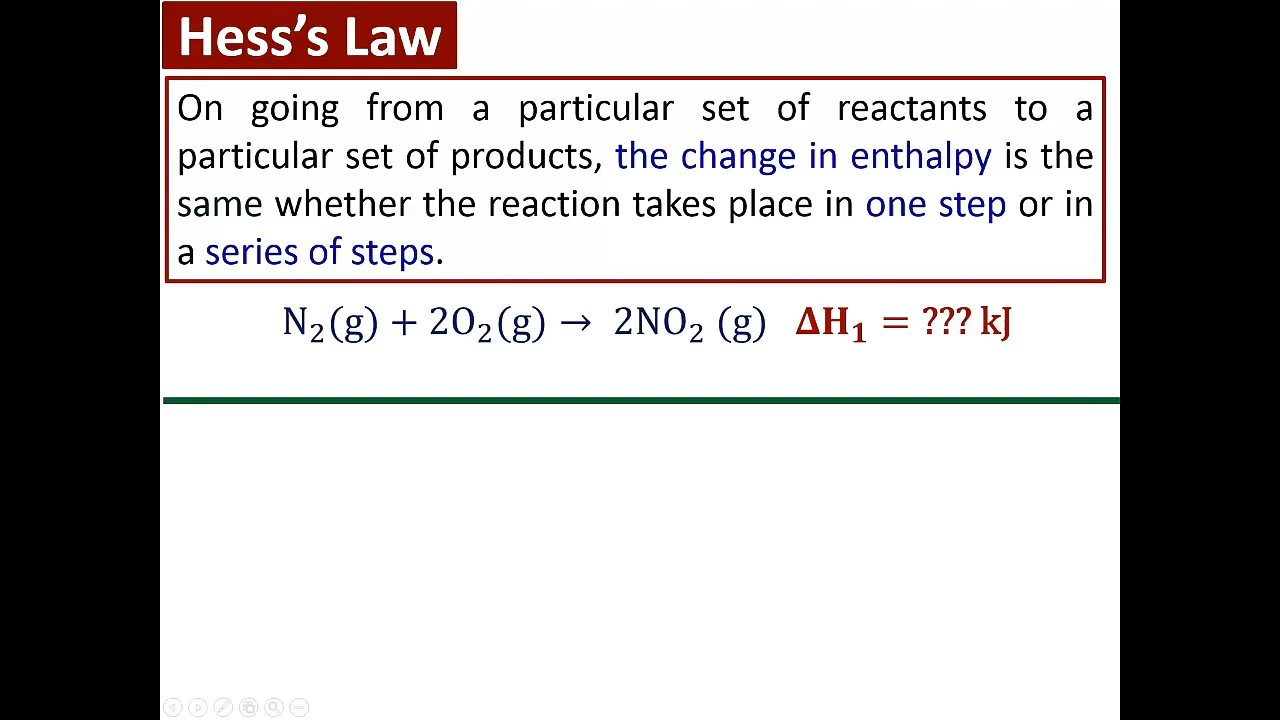 Hess’s Law
On going from a particular set of reactants to a
particular set of products, the change in enthalpy is the
same whether the reaction takes place in one step or in
a series of steps.
N₂(g) + 2O₂(g) → 2NO₂ (g) ΔH₁ = ??? kJ